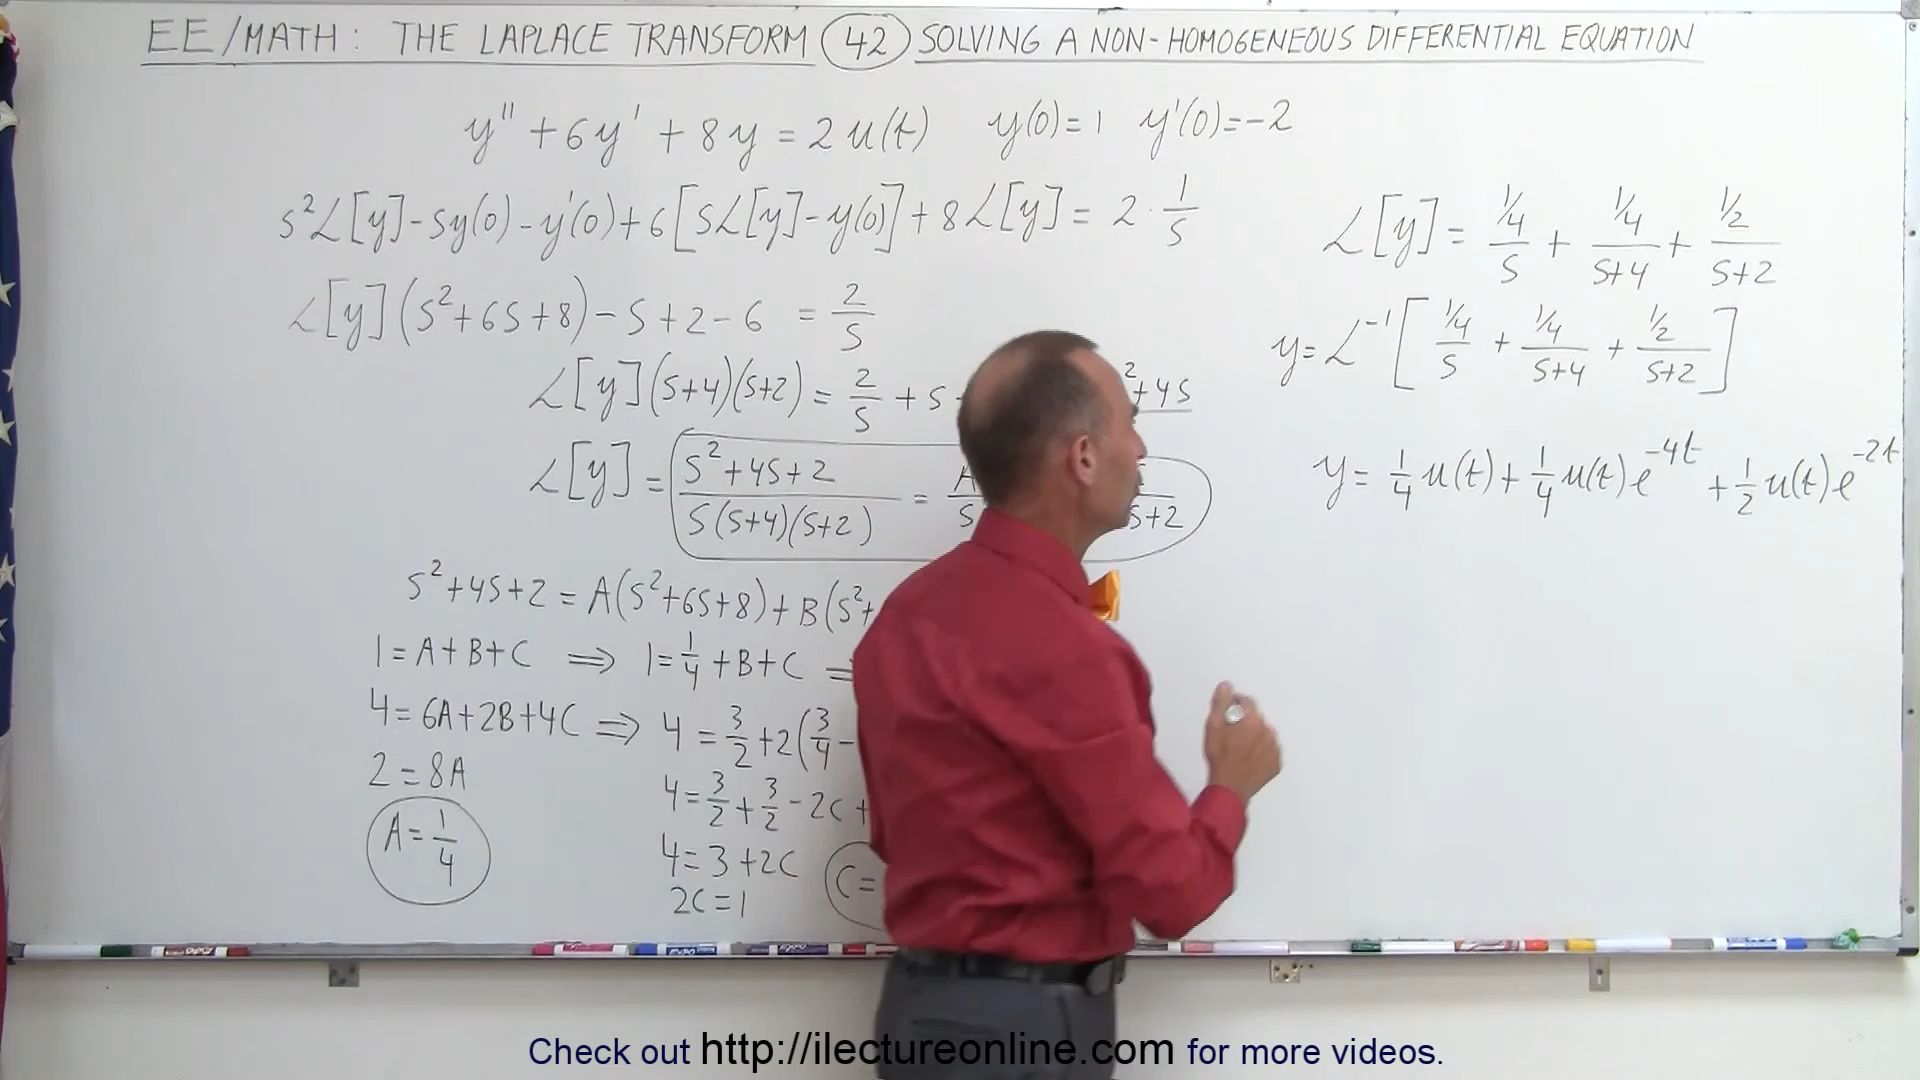 EE/MATH: THE LAPLACE TRANSFORM 42 SOLVING A NON-HOMOGENEOUS DIFFERENTIAL EQUATION
y'' + 6y' + 8y = 2u(t) y(0)=1 y'(0)=-2
s²L[y]-sy(0)-y'(0)+6[sL[y]-y(0)]+8L[y] = 2·1/s
L[y](s²+6s+8)-s+2-6 = 2/s
L[y](s+4)(s+2) = 2/s + s 2+4s
L[y] = s²+4s+2 / s(s+4)(s+2) = A/s s+2
s²+4s+2 = A(s²+6s+8)+B(s²+
1=A+B+C ⇒ 1=1/4+B+C ⇒
4=6A+2B+4C ⇒ 4=3/2+2(3/4-
2=8A
4=3/2+3/2-2C+
A=1/4
4=3+2C
C=
2C=1
L[y] = 1/4/s + 1/4/s+4 + 1/2/s+2
y=L⁻¹[1/4/s + 1/4/s+4 + 1/2/s+2]
y=1/4u(t)+1/4u(t)e^-4t+1/2u(t)e^-2t
Check out http://ilectureonline.com for more videos.